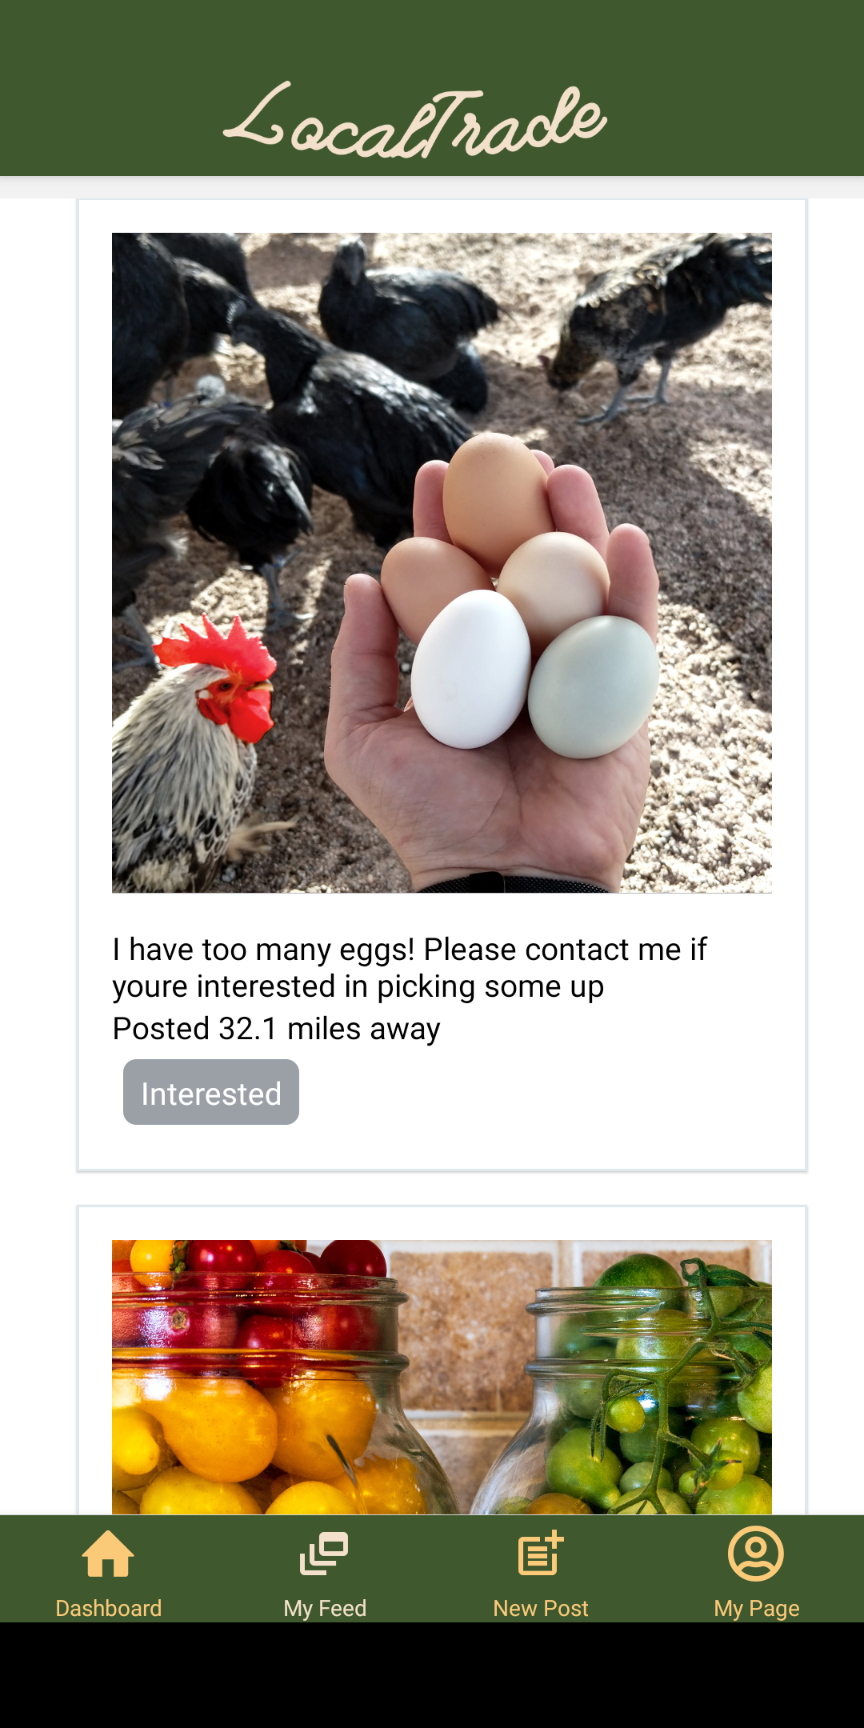 LocalTrade
I have too many eggs! Please contact me if
youre interested in picking some up
Posted 32.1 miles away
Interested
Dashboard
My Feed
New Post
My Page